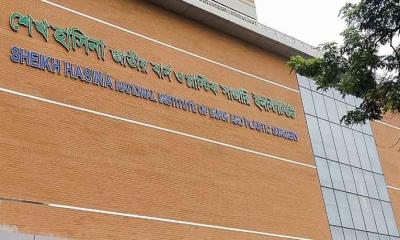 শেখ হাসিনা জাতীয় বার্ন ও প্লাস্টিক সার্জারি ইনস্টিটিউট
SHEIKH HASINA NATIONAL INSTITUTE OF BURN AND PLASTIC SURGERY